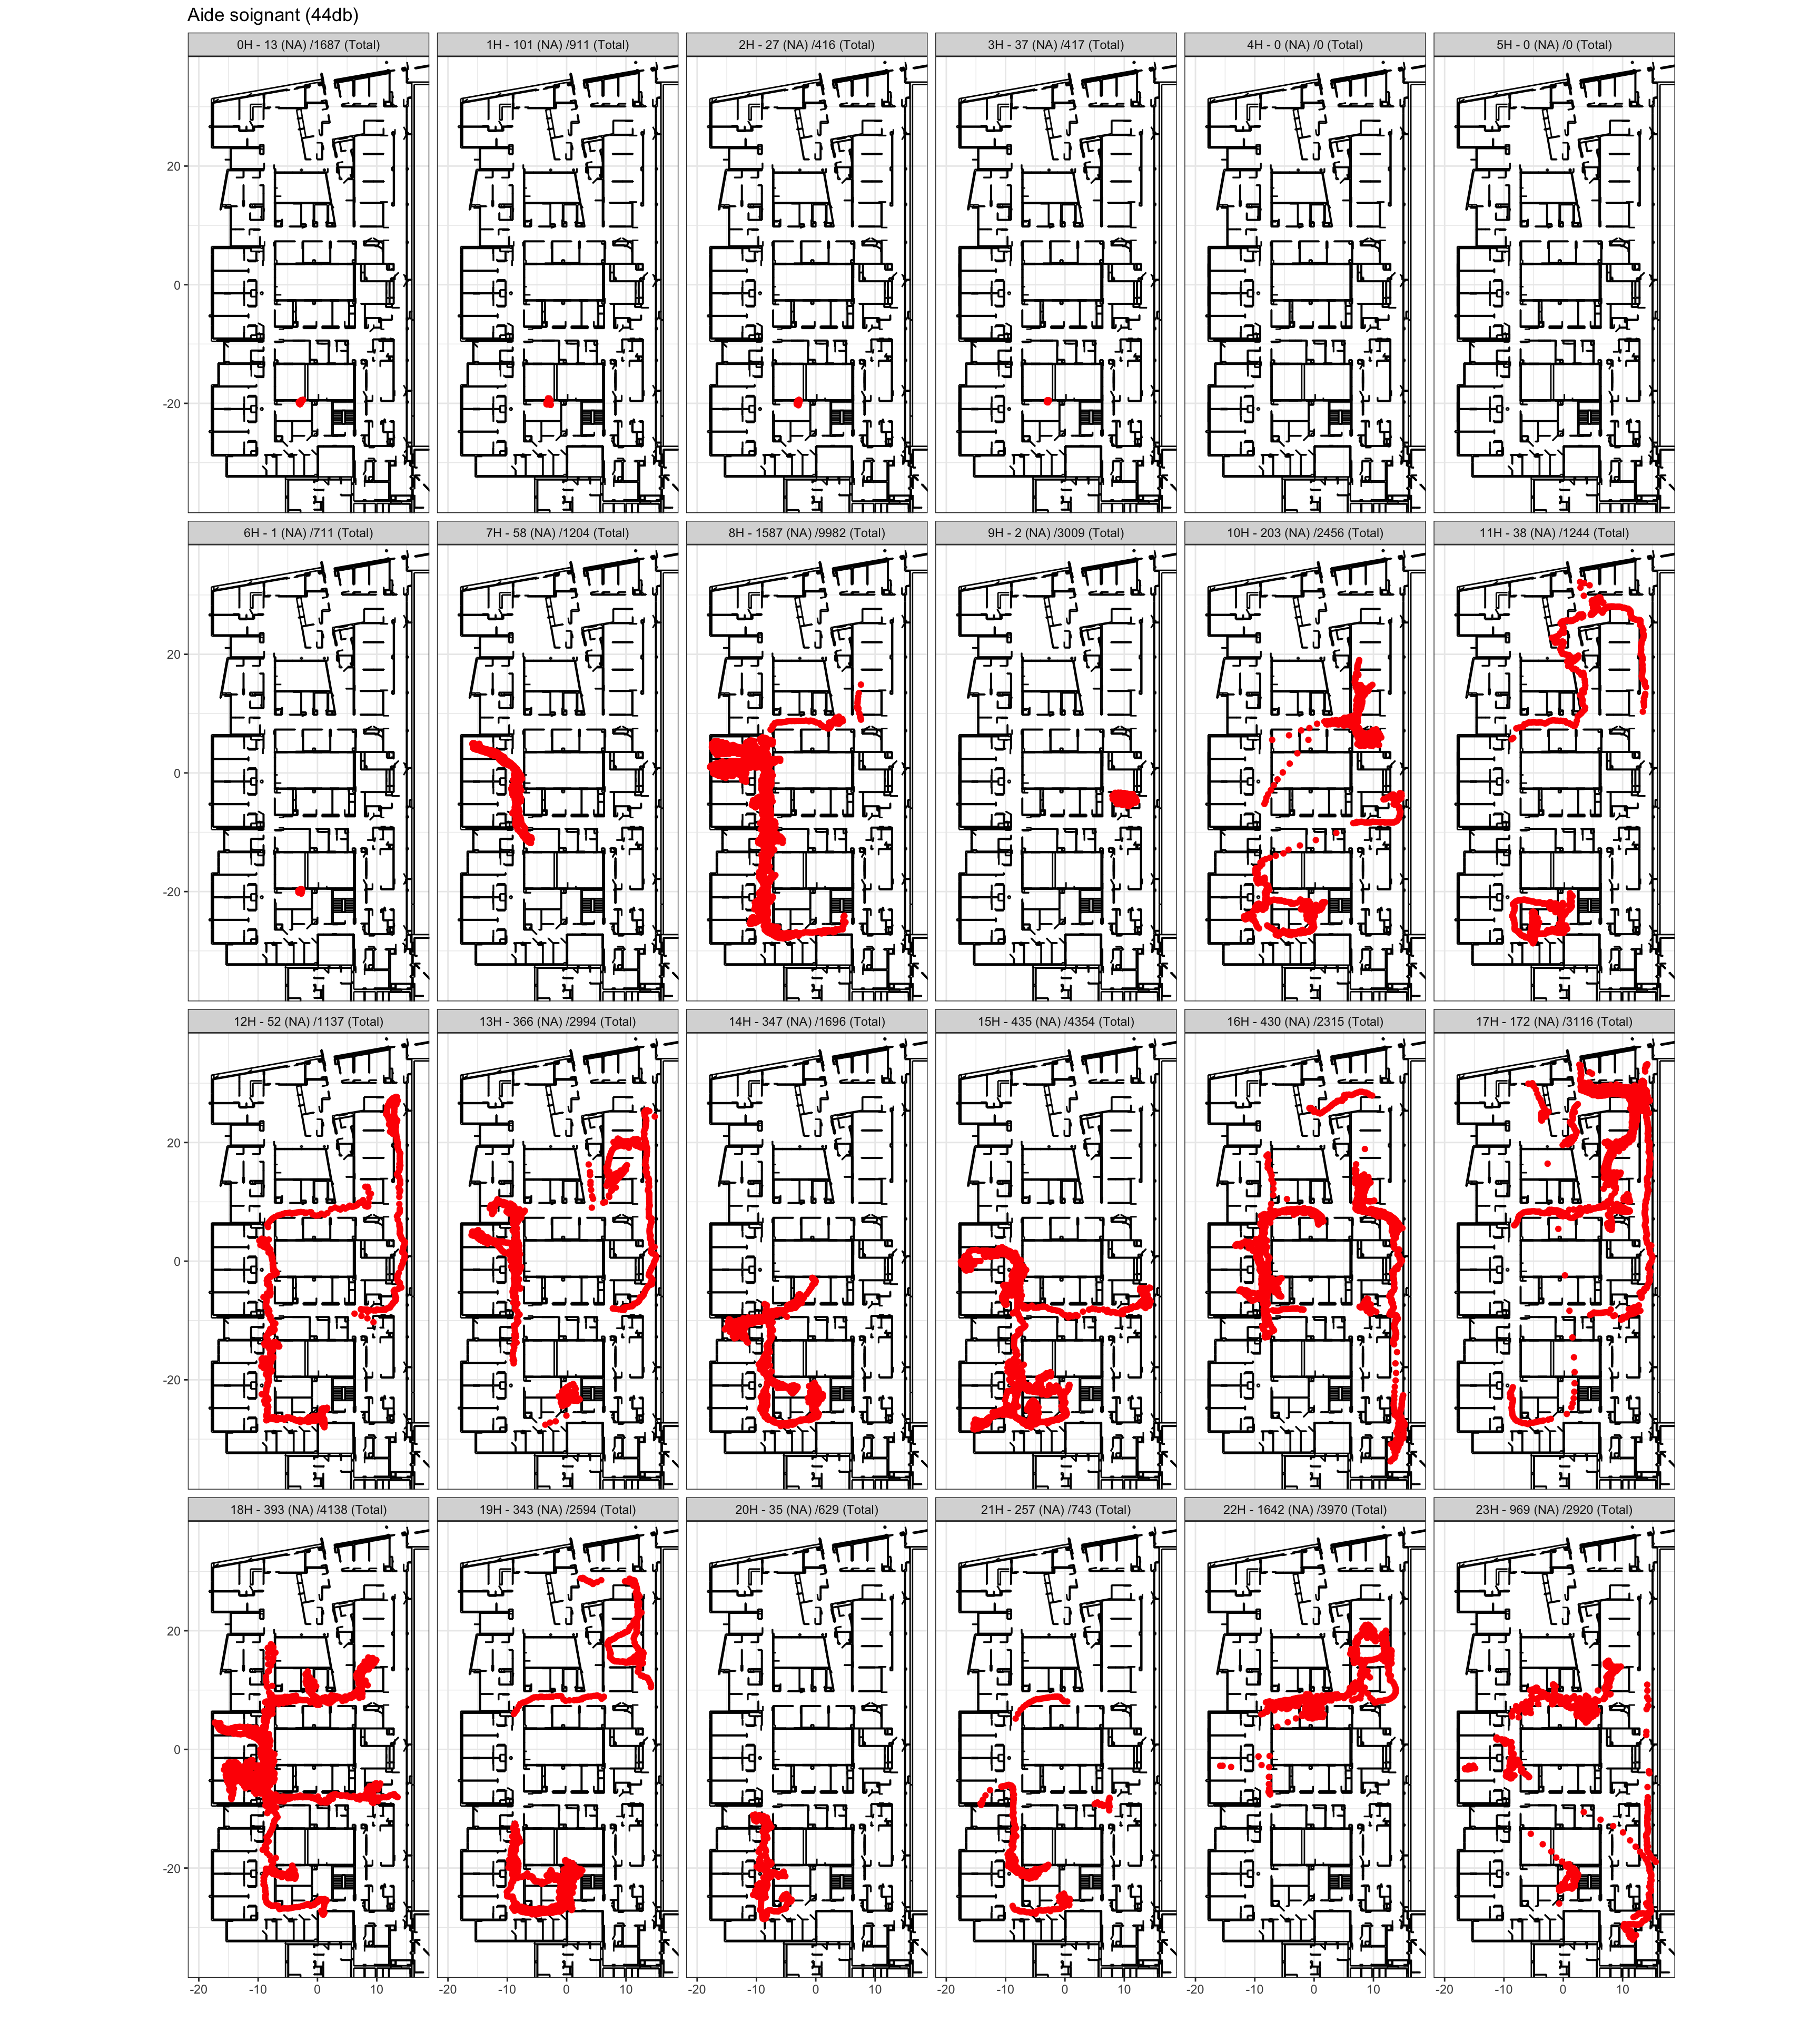 Aide soignant (44db)
0H - 13 (NA) /1687 (Total)
1H - 101 (NA) /911 (Total)
2H - 27 (NA) /416 (Total)
3H - 37 (NA) /417 (Total)
4H - 0 (NA) /0 (Total)
5H - 0 (NA) /0 (Total)
20
0
-20
6H - 1 (NA) /711 (Total)
7H - 58 (NA) /1204 (Total)
8H - 1587 (NA) /9982 (Total)
9H - 2 (NA) /3009 (Total)
10H - 203 (NA) /2456 (Total)
11H - 38 (NA) /1244 (Total)
20
0
-20
12H - 52 (NA) /1137 (Total)
13H - 366 (NA) /2994 (Total)
14H - 347 (NA) /1696 (Total)
15H - 435 (NA) /4354 (Total)
16H - 430 (NA) /2315 (Total)
17H - 172 (NA) /3116 (Total)
20
0
-20
18H - 393 (NA) /4138 (Total)
19H - 343 (NA) /2594 (Total)
20H - 35 (NA) /629 (Total)
21H - 257 (NA) /743 (Total)
22H - 1642 (NA) /3970 (Total)
23H - 969 (NA) /2920 (Total)
20
0
-20
-20 -10 0 10
-20 -10 0 10
-20 -10 0 10
-20 -10 0 10
-20 -10 0 10
-20 -10 0 10